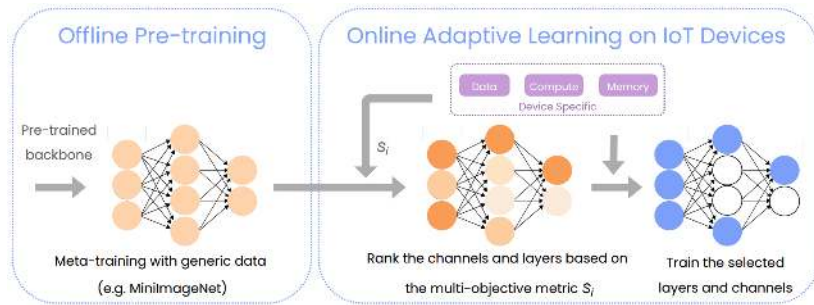 Offline Pre-training
Online Adaptive Learning on IoT Devices
Data
Compute
Memory
Device Specific
Pre-trained
backbone
Si
Meta-training with generic data
(e.g. MiniImageNet)
Rank the channels and layers based on
the multi-objective metric Si
Train the selected
layers and channels